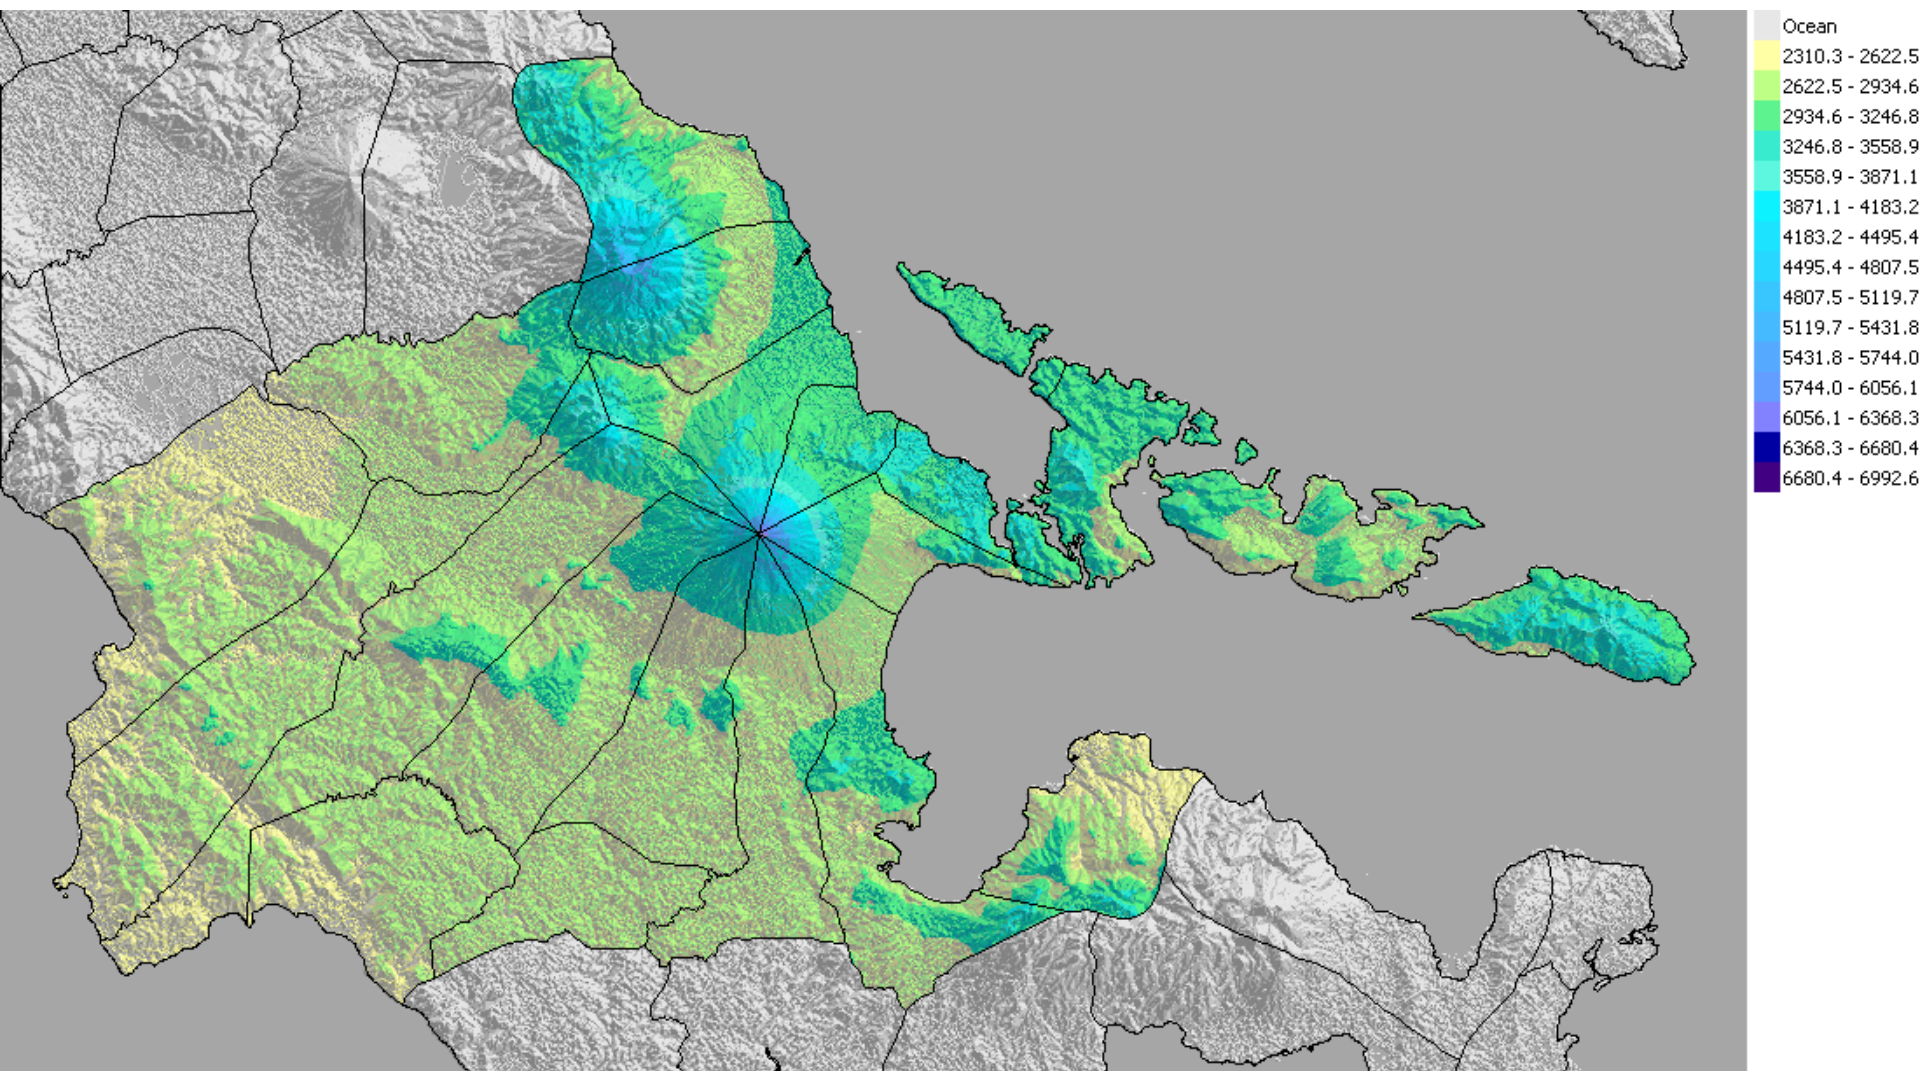 Ocean
2310.3 - 2622.5
2622.5 - 2934.6
2934.6 - 3246.8
3246.8 - 3558.9
3558.9 - 3871.1
3871.1 - 4183.2
4183.2 - 4495.4
4495.4 - 4807.5
4807.5 - 5119.7
5119.7 - 5431.8
5431.8 - 5744.0
5744.0 - 6056.1
6056.1 - 6368.3
6368.3 - 6680.4
6680.4 - 6992.6